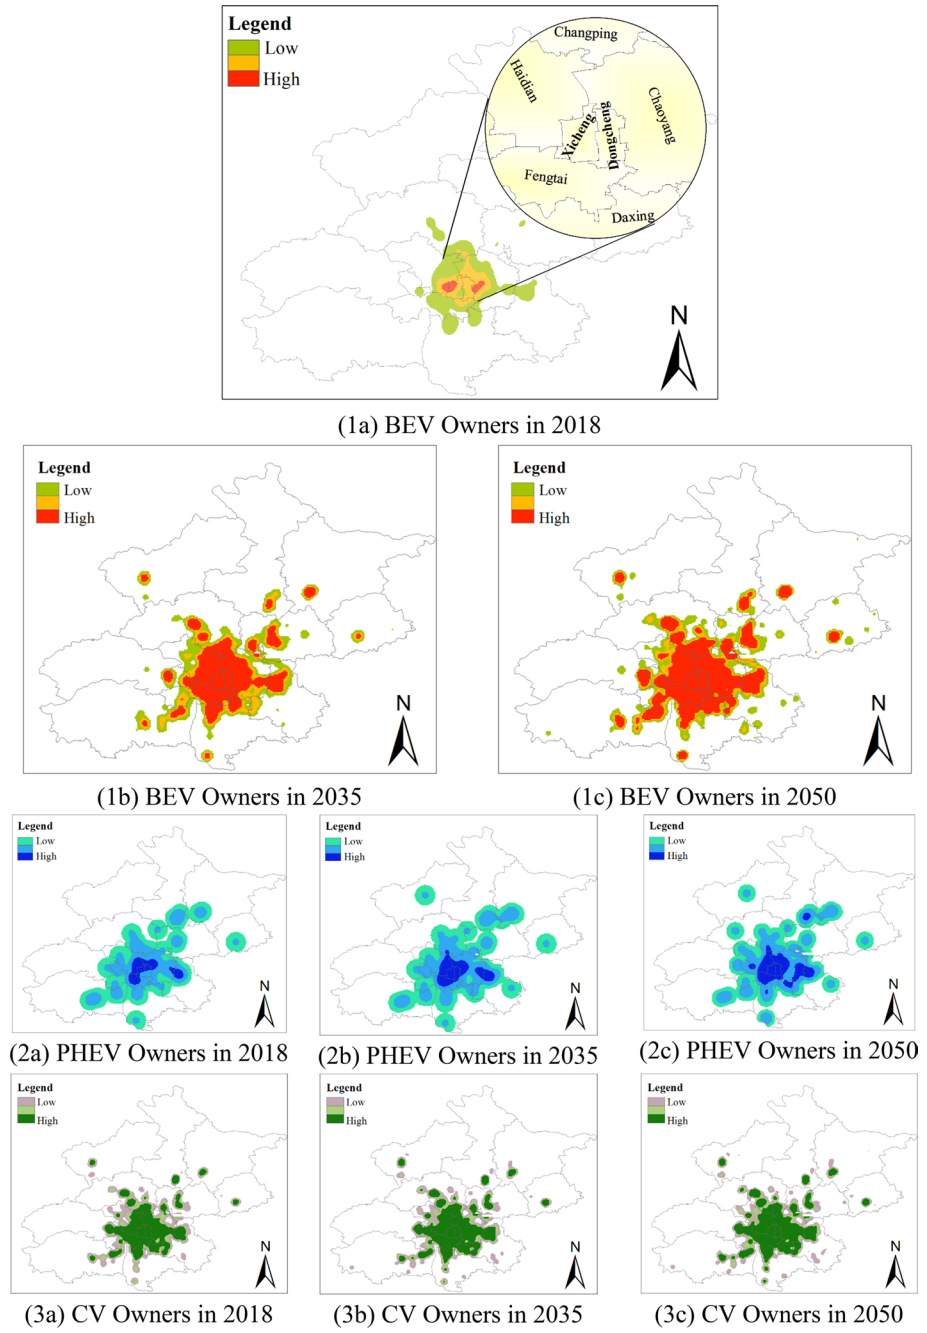 Legend
Low
High
Changping
Haidian
Chaoyang
Xicheng
Dongcheng
Fengtai
Daxing
N
(1a) BEV Owners in 2018
Legend
Low
High
N
(1b) BEV Owners in 2035
Legend
Low
High
N
(1c) BEV Owners in 2050
Legend
Low
High
N
(2a) PHEV Owners in 2018
Legend
Low
High
N
(2b) PHEV Owners in 2035
Legend
Low
High
N
(2c) PHEV Owners in 2050
Legend
Low
High
N
(3a) CV Owners in 2018
Legend
Low
High
N
(3b) CV Owners in 2035
Legend
Low
High
N
(3c) CV Owners in 2050